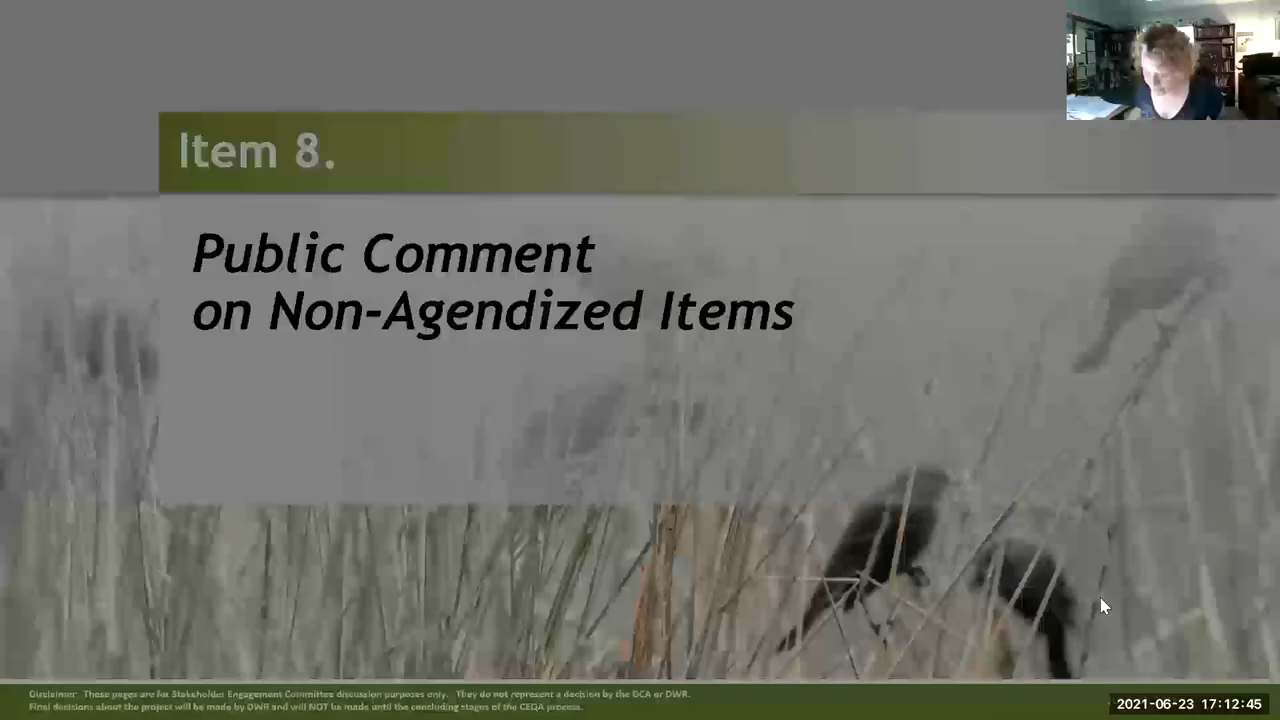 Item 8.
Public Comment
on Non-Agendized Items
Disclaimer: These pages are for Stakeholder Engagement Committee discussion purposes only. They do not represent a decision by the DCA or DWR.
Final decisions about the project will be made by DWR and will NOT be made until the concluding stages of the CEQA process.
2021-06-23 17:12:45